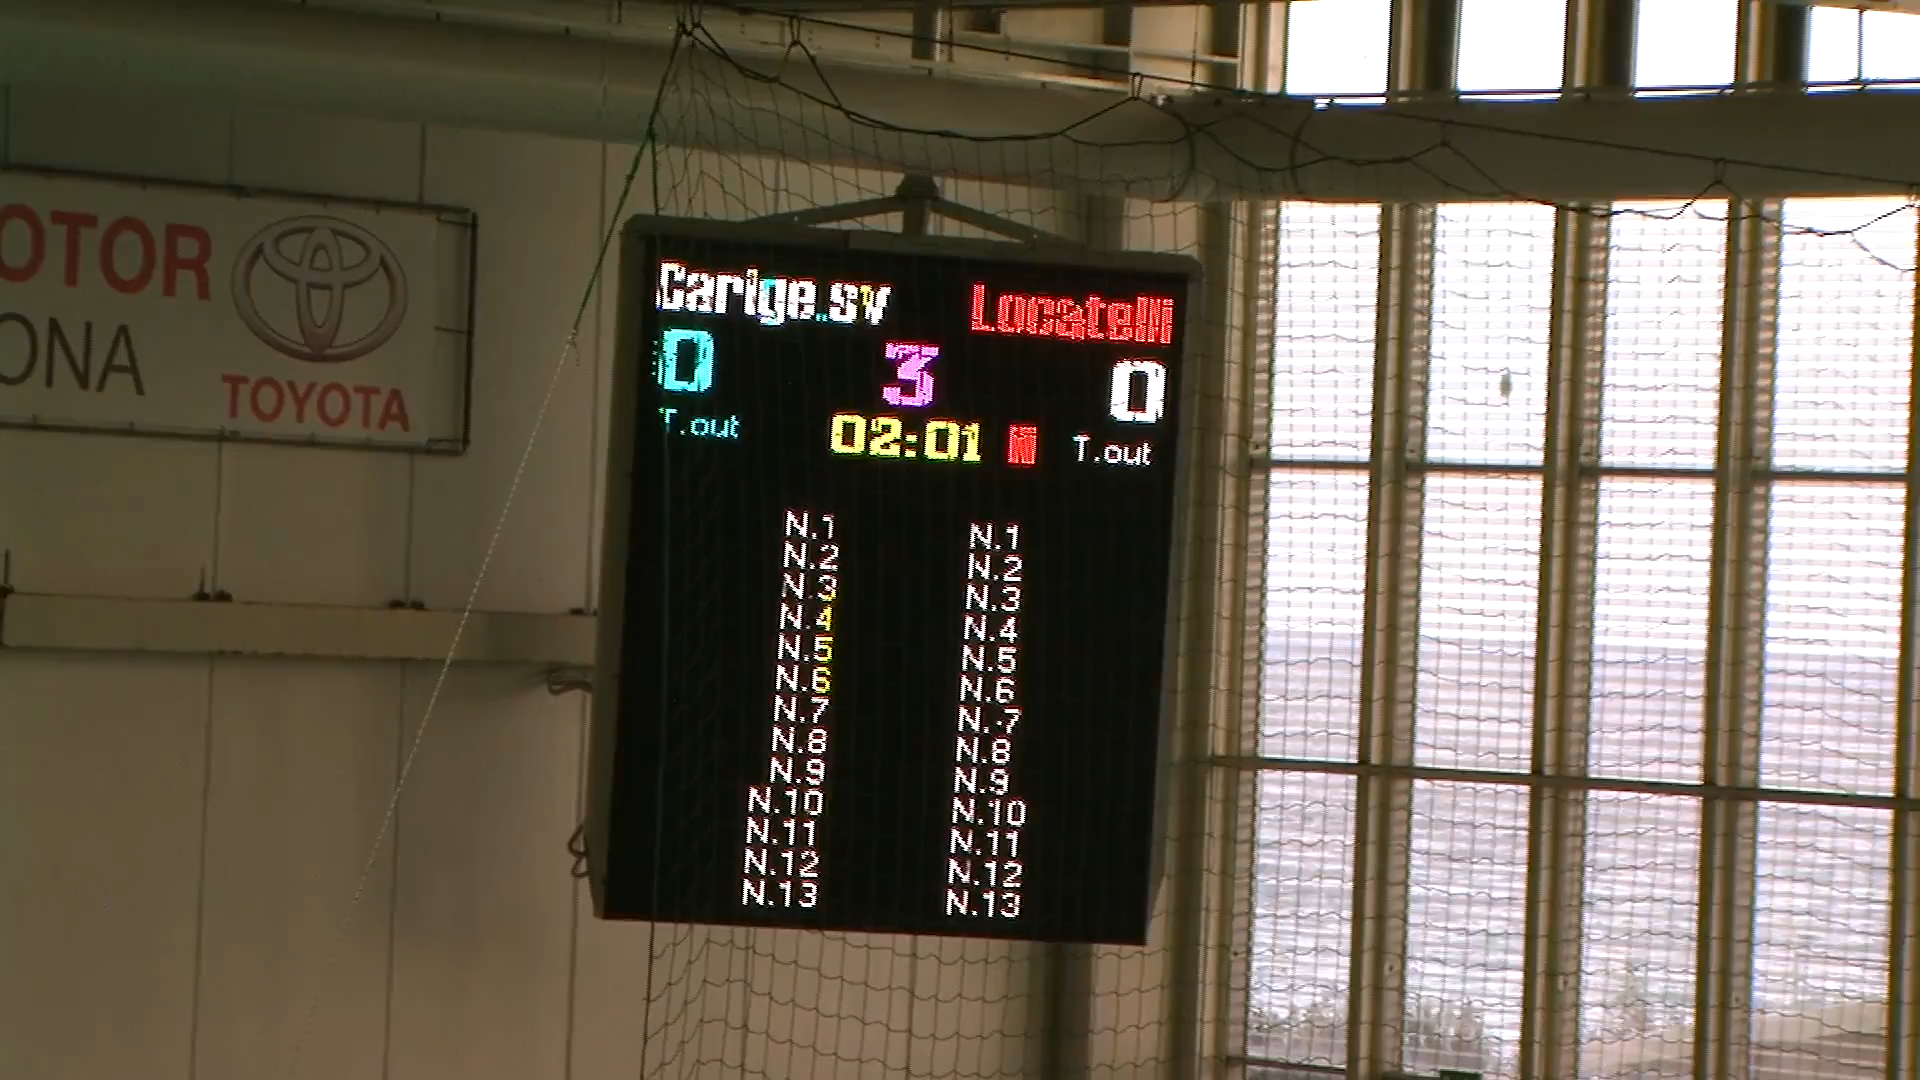 OTOR
ONA
TOYOTA
Carige.sv Locatelli
0 3 0
T.out 02:01 N T.out
N.1 N.1
N.2 N.2
N.3 N.3
N.4 N.4
N.5 N.5
N.6 N.6
N.7 N.7
N.8 N.8
N.9 N.9
N.10 N.10
N.11 N.11
N.12 N.12
N.13 N.13